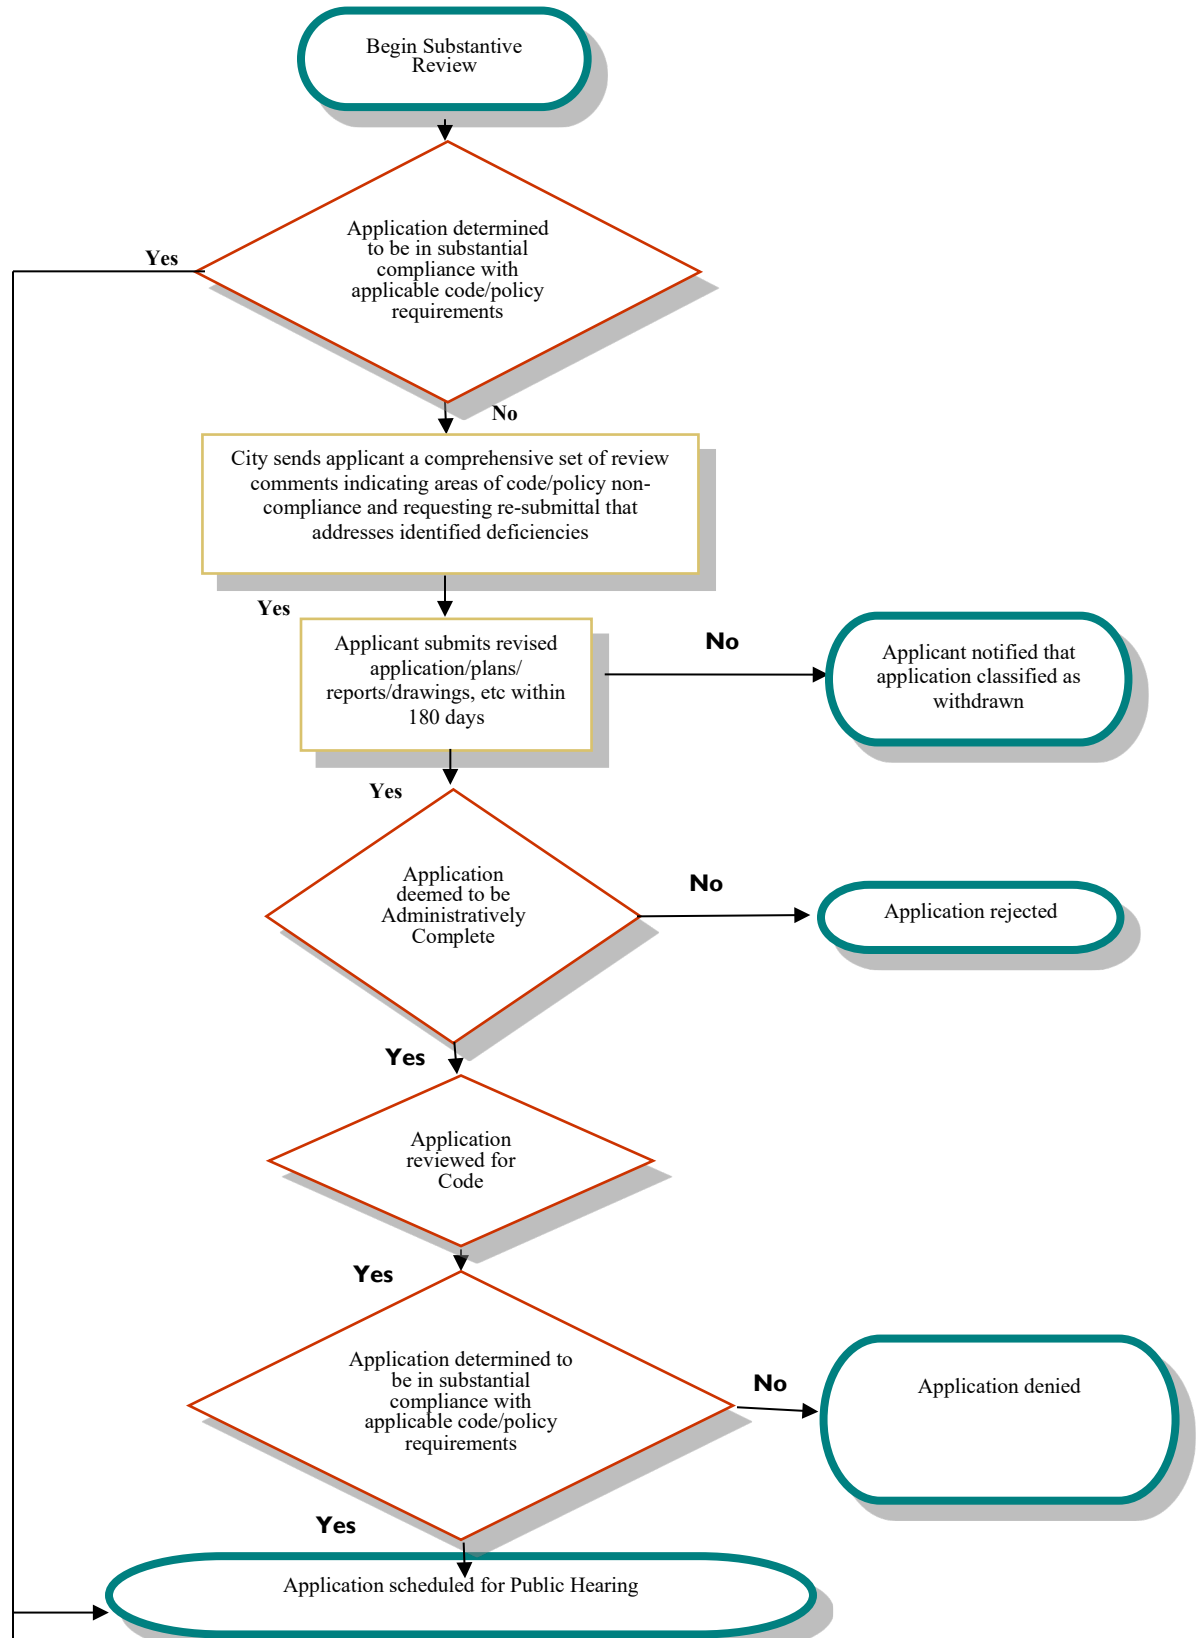 Begin Substantive
Review
Application determined
to be in substantial
compliance with
applicable code/policy
requirements
Yes
No
City sends applicant a comprehensive set of review
comments indicating areas of code/policy non-
compliance and requesting re-submittal that
addresses identified deficiencies
Yes
Applicant submits revised
application/plans/
reports/drawings, etc within
180 days
No
Applicant notified that
application classified as
withdrawn
Yes
Application
deemed to be
Administratively
Complete
No
Application rejected
Yes
Application
reviewed for
Code
Yes
Application determined to
be in substantial
compliance with
applicable code/policy
requirements
No
Application denied
Yes
Application scheduled for Public Hearing